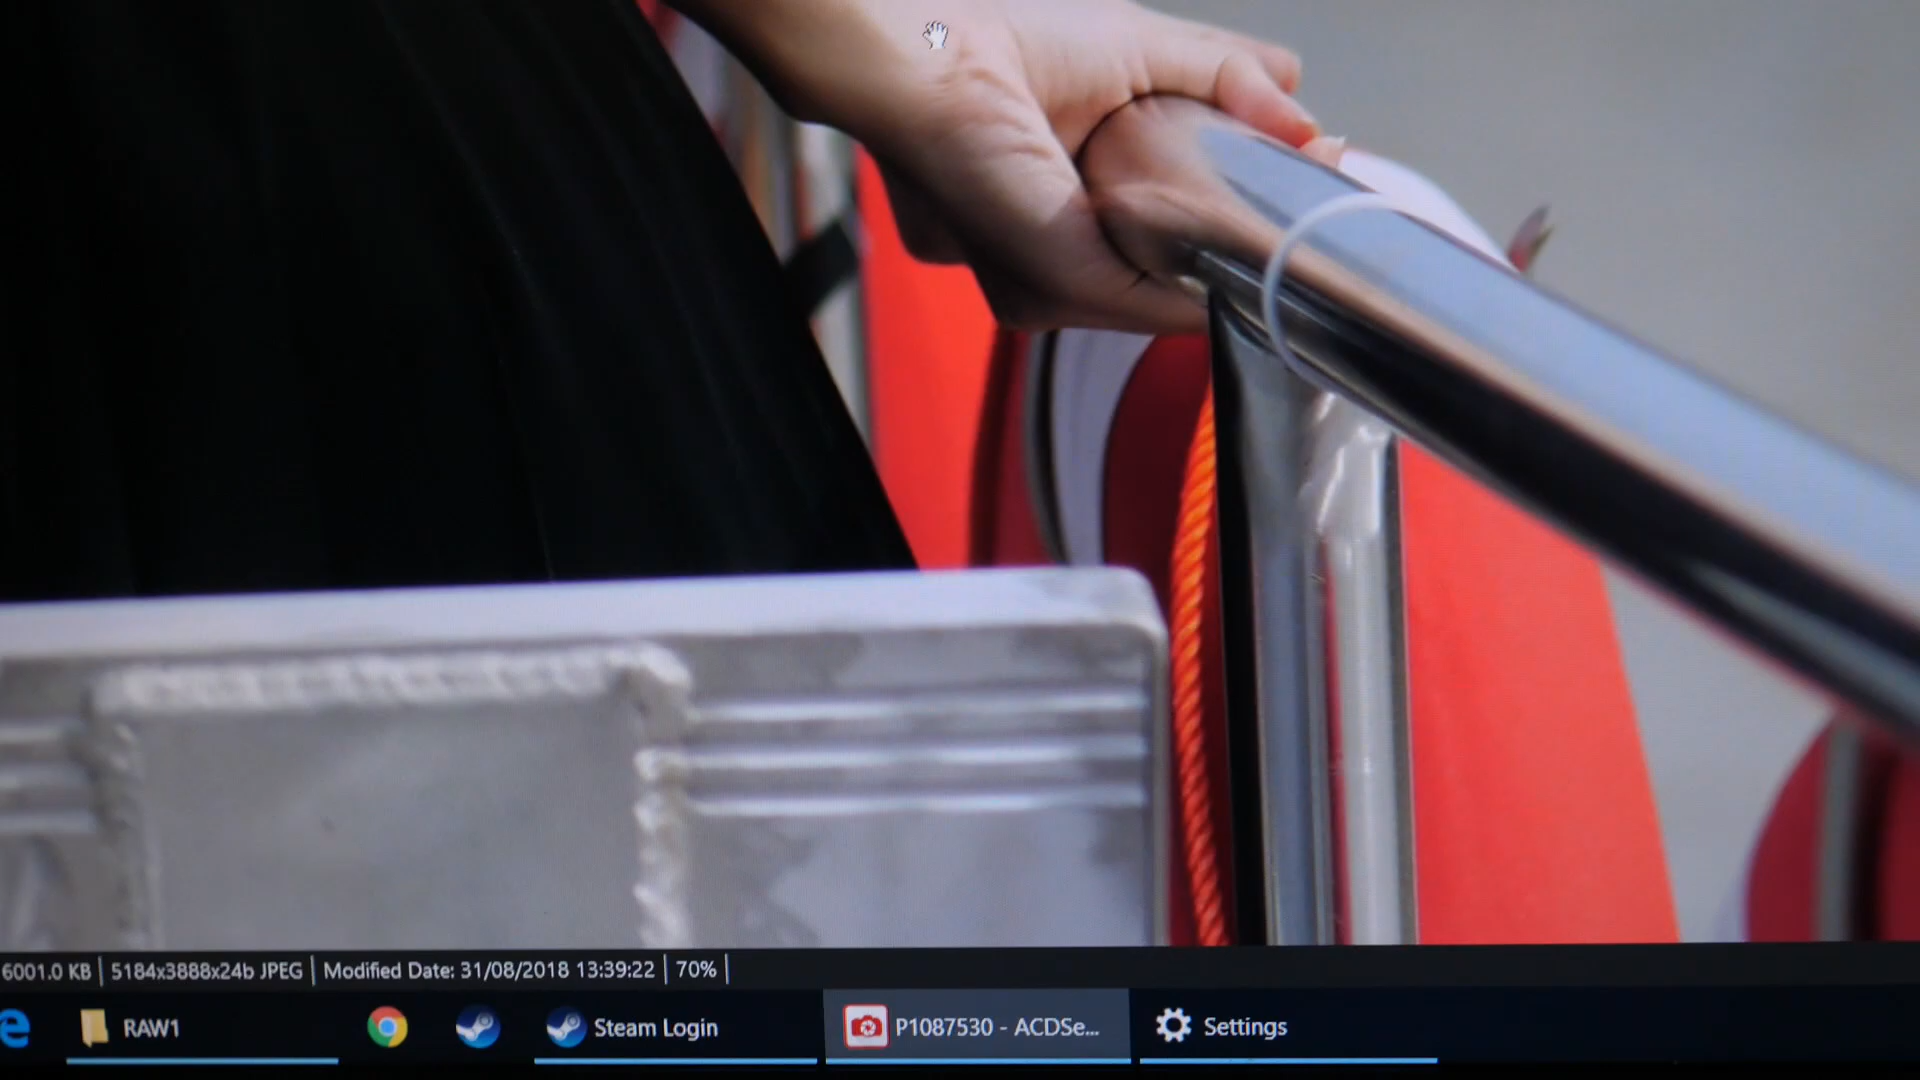 6001.0 KB | 5184x3888x24b JPEG | Modified Date: 31/08/2018 13:39:22 | 70% |
RAW1 Steam Login P1087530 - ACDSe... Settings